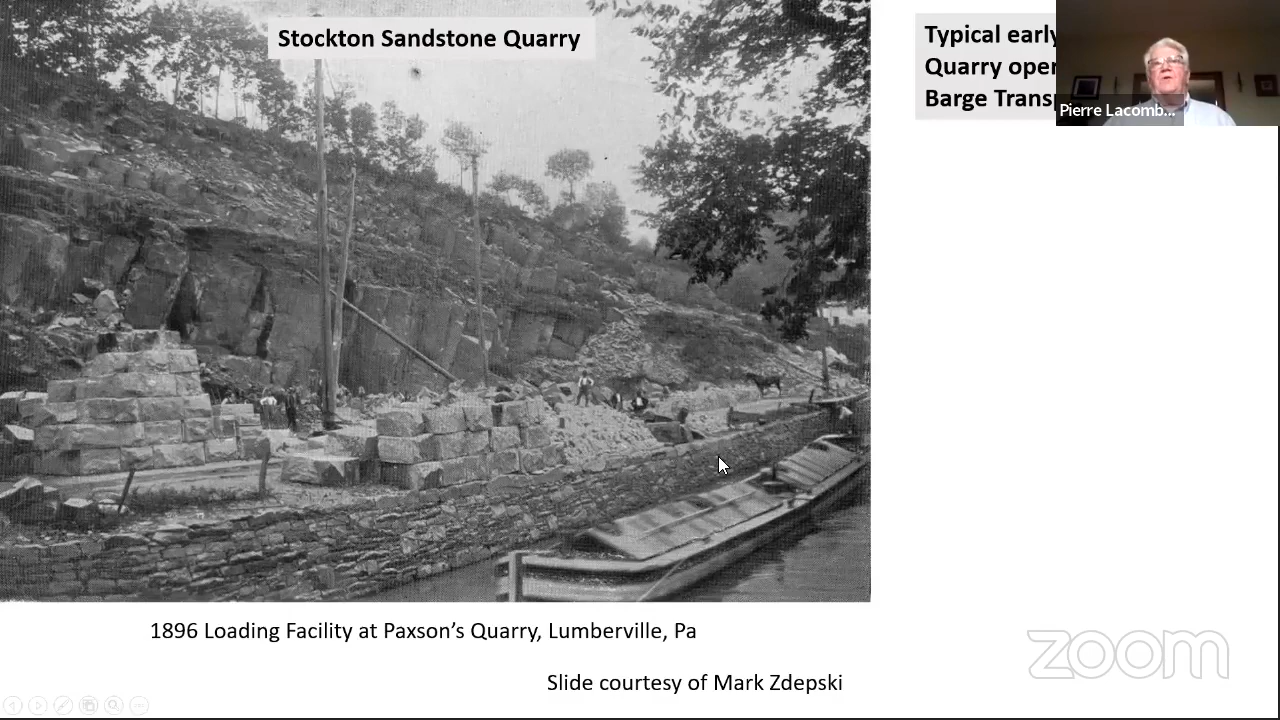 Stockton Sandstone Quarry
Typical early
Quarry oper
Barge Trans
Pierre Lacomb...
1896 Loading Facility at Paxson's Quarry, Lumberville, Pa
Slide courtesy of Mark Zdepski
zoom